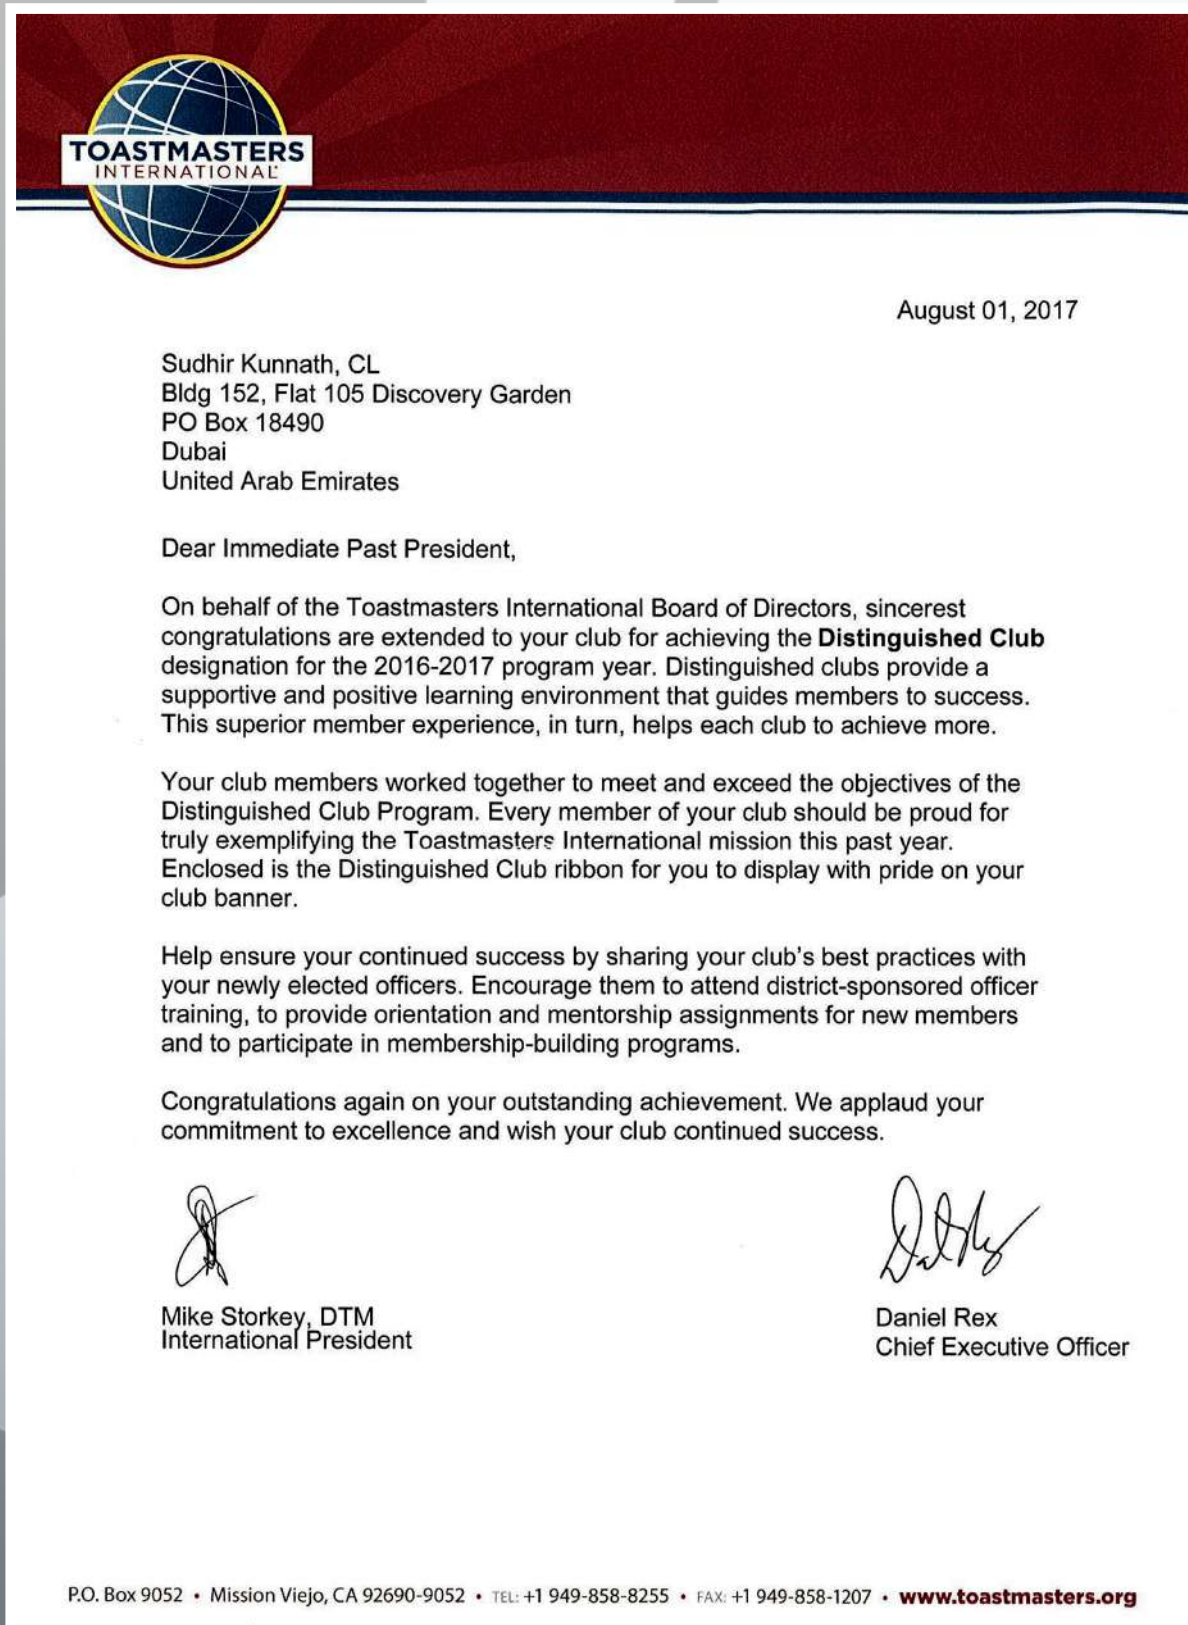 TOASTMASTERS
INTERNATIONAL
August 01, 2017
Sudhir Kunnath, CL
Bldg 152, Flat 105 Discovery Garden
PO Box 18490
Dubai
United Arab Emirates
Dear Immediate Past President,
On behalf of the Toastmasters International Board of Directors, sincerest
congratulations are extended to your club for achieving the Distinguished Club
designation for the 2016-2017 program year. Distinguished clubs provide a
supportive and positive learning environment that guides members to success.
This superior member experience, in turn, helps each club to achieve more.
Your club members worked together to meet and exceed the objectives of the
Distinguished Club Program. Every member of your club should be proud for
truly exemplifying the Toastmasters International mission this past year.
Enclosed is the Distinguished Club ribbon for you to display with pride on your
club banner.
Help ensure your continued success by sharing your club's best practices with
your newly elected officers. Encourage them to attend district-sponsored officer
training, to provide orientation and mentorship assignments for new members
and to participate in membership-building programs.
Congratulations again on your outstanding achievement. We applaud your
commitment to excellence and wish your club continued success.
Mike Storkey, DTM
International President
Daniel Rex
Chief Executive Officer
P.O. Box 9052 • Mission Viejo, CA 92690-9052 • TEL: +1 949-858-8255 • FAX: +1 949-858-1207 • www.toastmasters.org